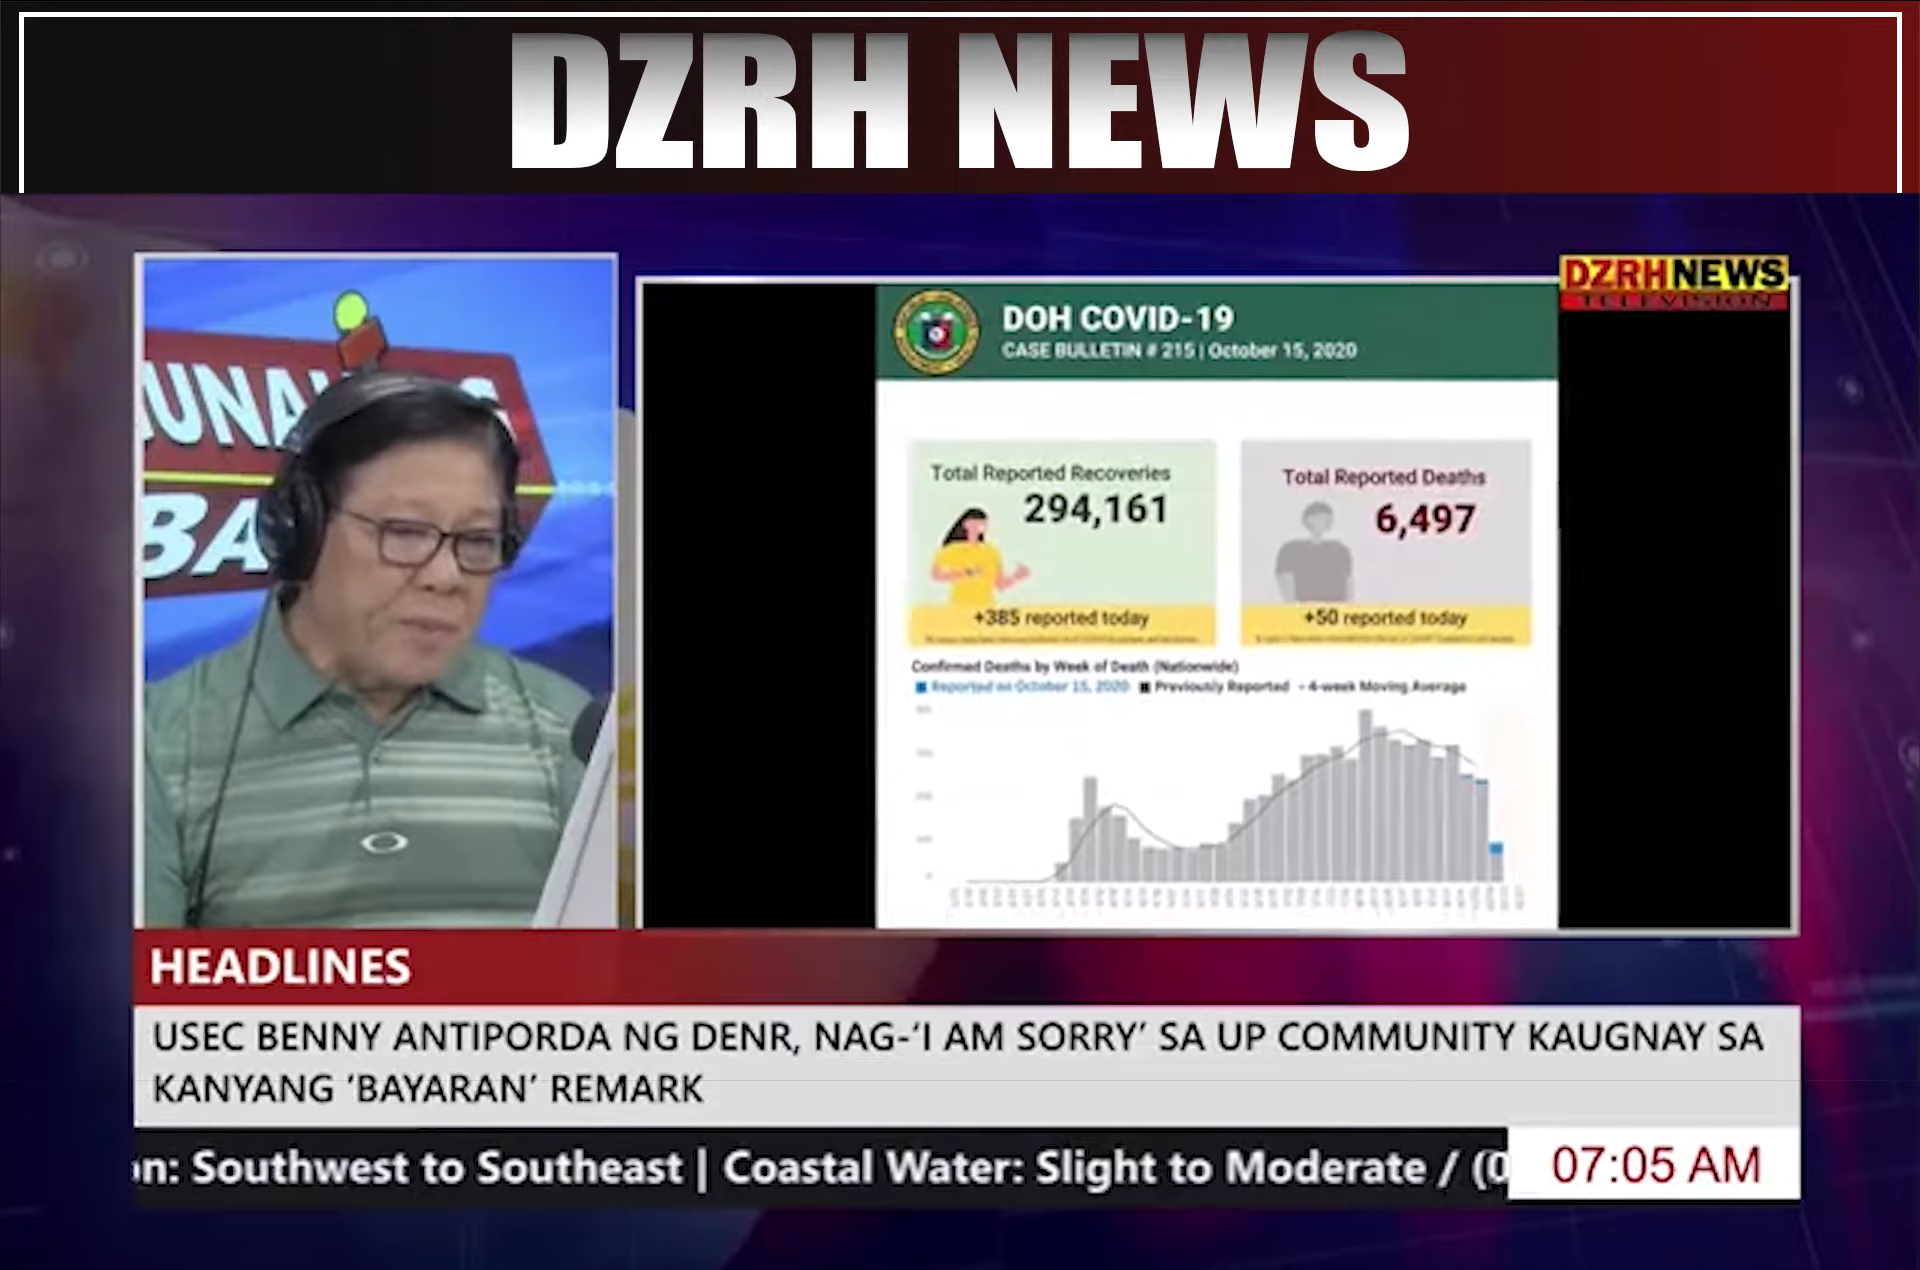 DZRH NEWS
DZRH NEWS
TELEVISION
DOH COVID-19
CASE BULLETIN # 215 | October 15, 2020
Total Reported Recoveries
294,161
+385 reported today
Total Reported Deaths
6,497
+50 reported today
Confirmed Deaths by Week of Death (Nationwide)
Reported on October 15, 2020 Previously Reported - 4-week Moving Average
HEADLINES
USEC BENNY ANTIPORDA NG DENR, NAG-‘I AM SORRY’ SA UP COMMUNITY KAUGNAY SA
KANYANG ‘BAYARAN’ REMARK
on: Southwest to Southeast | Coastal Water: Slight to Moderate / (0
07:05 AM